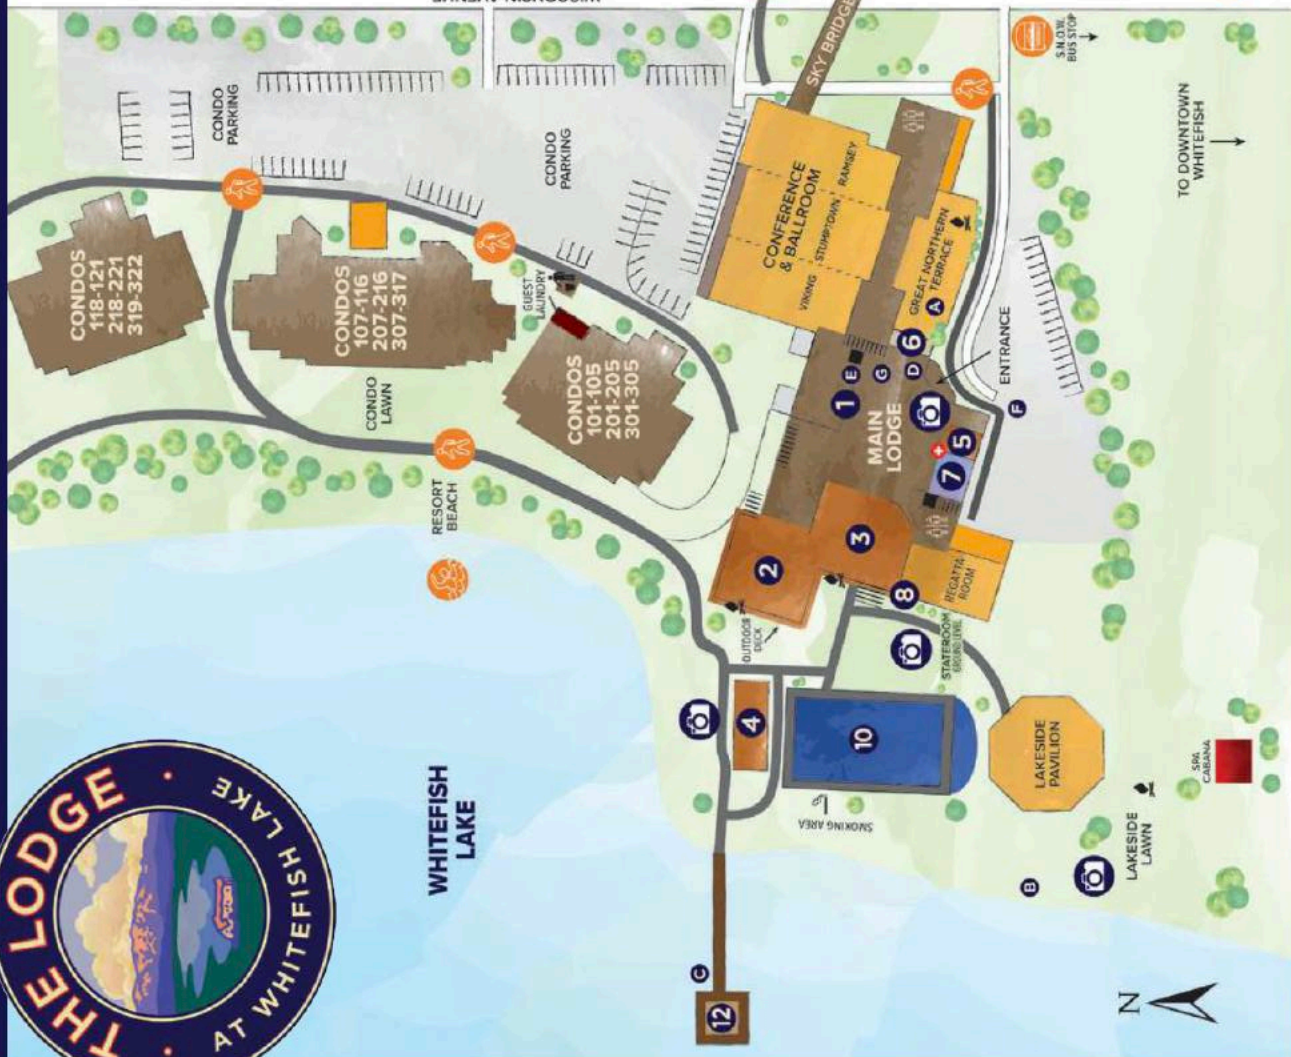 WISCONSIN AVENUE
SKY BRIDGE
S.N.O.W.
BUS STOP
TO DOWNTOWN
WHITEFISH
CONDO
PARKING
CONDO
PARKING
CONDOS
118-121
218-221
319-322
CONDOS
107-116
207-216
307-317
CONDOS
101-105
201-205
301-305
GUEST
LAUNDRY
CONDO
LAWN
CONFERENCE
& BALLROOM
VIKING
STUMPTOWN
RAMSEY
GREAT NORTHERN
TERRACE
A
6
D
G
E
1
MAIN
LODGE
ENTRANCE
F
5
7
RESORT
BEACH
2
3
8
REGATTA
ROOM
OUTDOOR
DECK
STATEROOM
GROUND LEVEL
4
10
LAKESIDE
PAVILION
SMOKING AREA
SPA
CABANA
LAKESIDE
LAWN
B
C
12
WHITEFISH
LAKE
THE LODGE
AT WHITEFISH LAKE
N